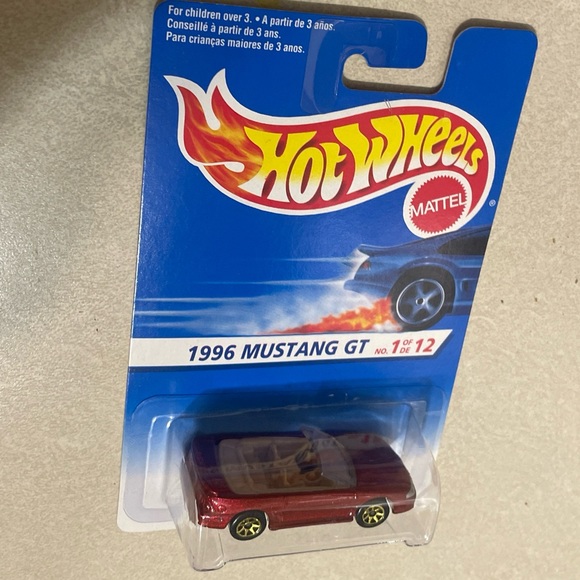 For children over 3. • A partir de 3 años.
Conseillé à partir de 3 ans.
Para crianças maiores de 3 anos.
HOT WHEELS
MATTEL
®
1996 MUSTANG GT NO. 1 OF DE 12